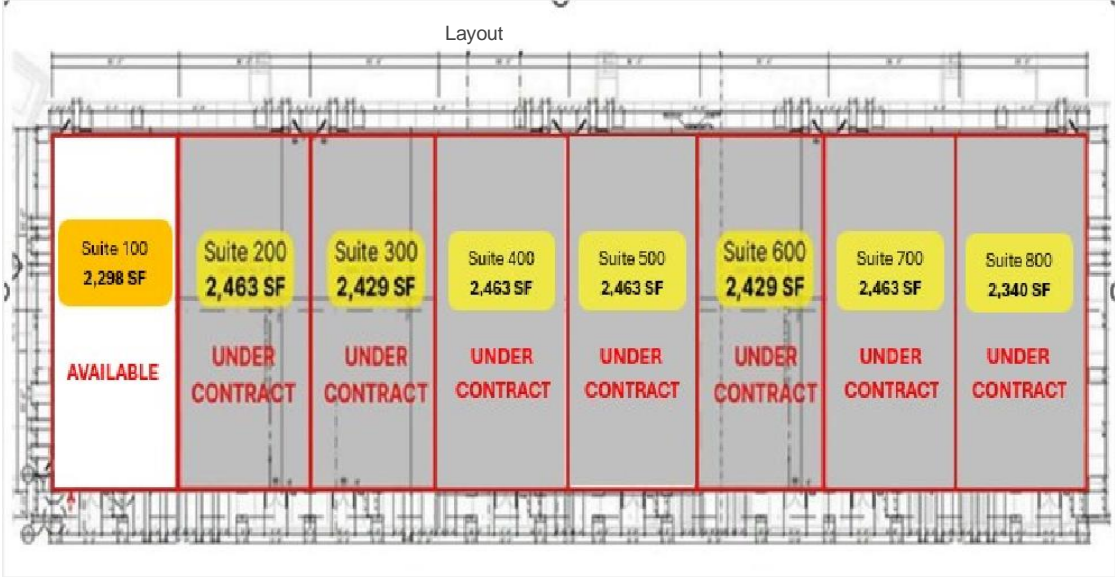 Layout
Suite 100
2,298 SF
AVAILABLE
Suite 200
2,463 SF
UNDER
CONTRACT
Suite 300
2,429 SF
UNDER
CONTRACT
Suite 400
2,463 SF
UNDER
CONTRACT
Suite 500
2,463 SF
UNDER
CONTRACT
Suite 600
2,429 SF
UNDER
CONTRACT
Suite 700
2,463 SF
UNDER
CONTRACT
Suite 800
2,340 SF
UNDER
CONTRACT